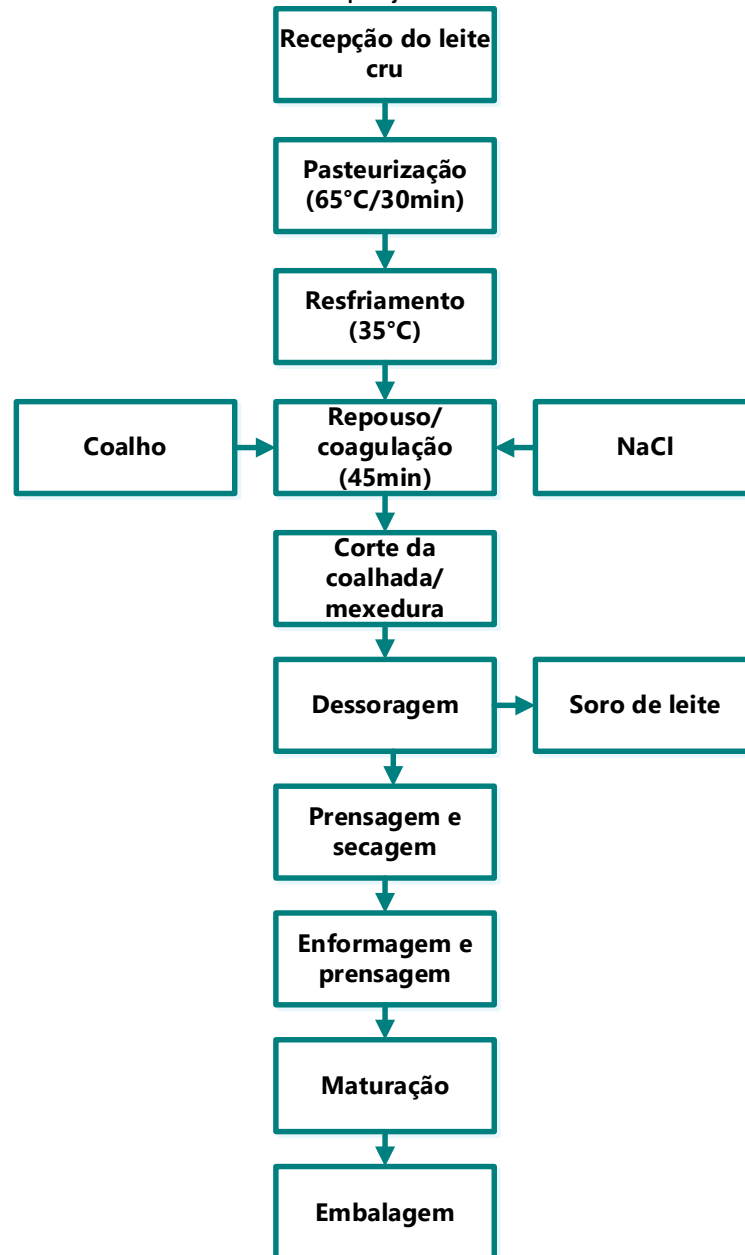 Recepção do leite
cru
Pasteurização
(65°C/30min)
Resfriamento
(35°C)
Coalho
Repouso/
coagulação
(45min)
NaCl
Corte da
coalhada/
mexedura
Dessoragem
Soro de leite
Prensagem e
secagem
Enformagem e
prensagem
Maturação
Embalagem